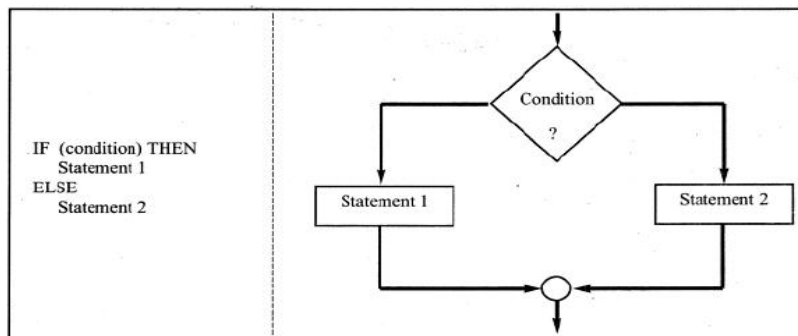 IF (condition) THEN
Statement 1
ELSE
Statement 2
Condition
?
Statement 1
Statement 2